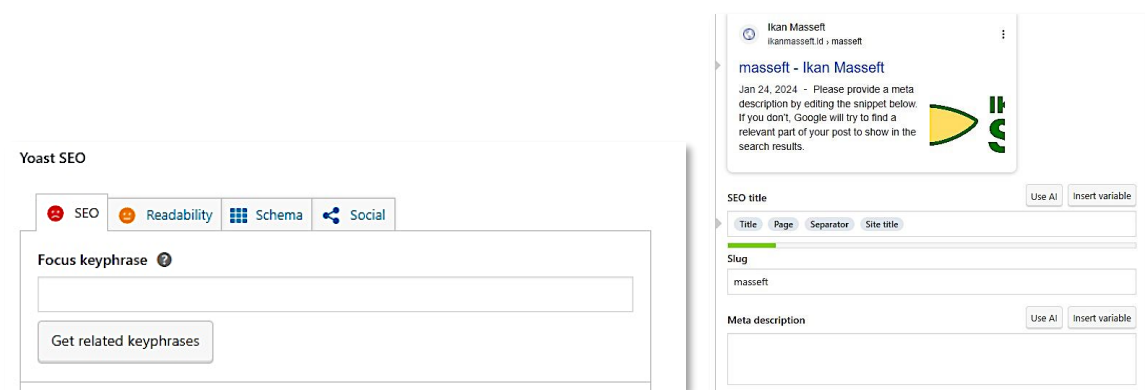 Yoast SEO
SEO
Readability
Schema
Social
Focus keyphrase
Get related keyphrases
Ikan Masseft
ikanmasseft.id › masseft
masseft - Ikan Masseft
Jan 24, 2024 - Please provide a meta
description by editing the snippet below.
If you don't, Google will try to find a
relevant part of your post to show in the
search results.
SEO title
Use AI
Insert variable
Title Page Separator Site title
Slug
masseft
Meta description
Use AI
Insert variable